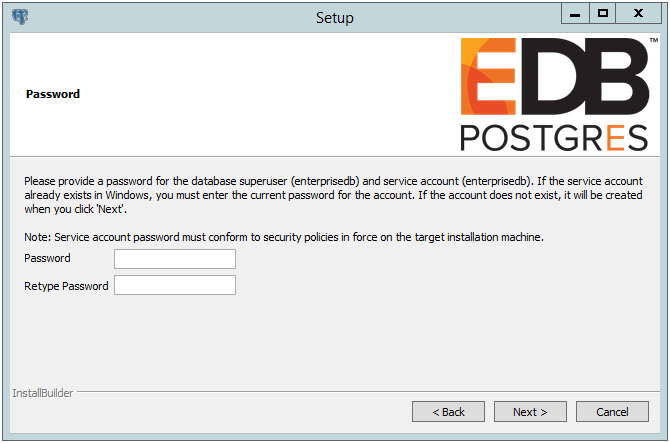 Setup
EDB™
POSTGRES
Password
Please provide a password for the database superuser (enterprisedb) and service account (enterprisedb). If the service account
already exists in Windows, you must enter the current password for the account. If the account does not exist, it will be created
when you click 'Next'.
Note: Service account password must conform to security policies in force on the target installation machine.
Password
Retype Password
InstallBuilder
< Back
Next >
Cancel